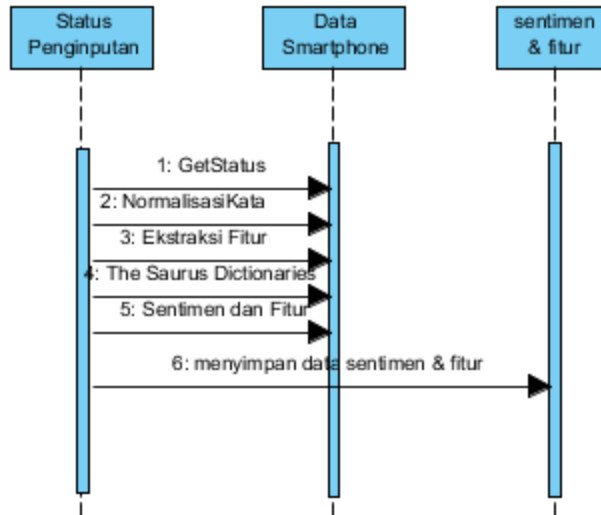 Status
Penginputan
Data
Smartphone
sentimen
& fitur
1: GetStatus
2: NormalisasiKata
3: Ekstraksi Fitur
4: The Saurus Dictionaries
5: Sentimen dan Fitur
6: menyimpan data sentimen & fitur